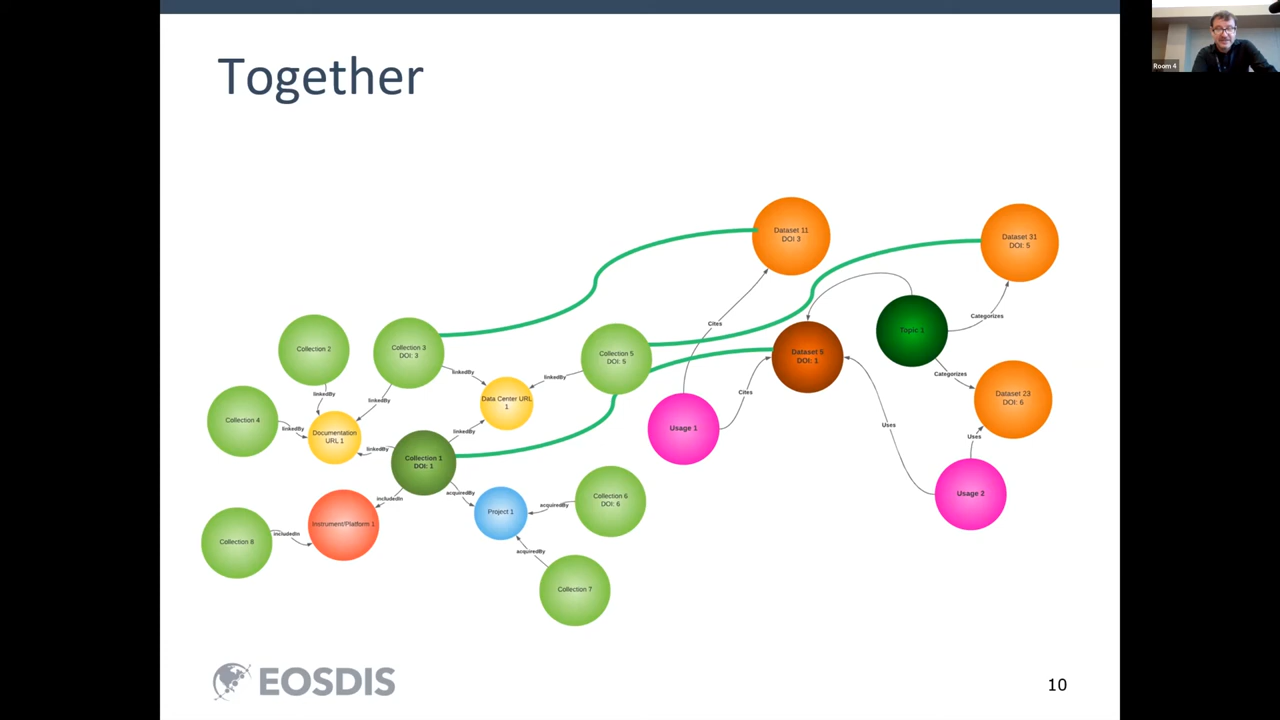 Together
Room 4
Dataset 11
DOI 3
Dataset 31
DOI: 5
Cites
Categorizes
Topic 1
Collection 2
Collection 3
DOI: 3
Collection 5
DOI: 5
Dataset 5
DOI: 1
linkedBy
linkedBy
Categorizes
linkedBy
linkedBy
Data Center URL
1
Cites
Dataset 23
DOI: 6
Collection 4
linkedBy
Documentation
URL 1
linkedBy
linkedBy
Usage 1
Uses
Uses
Collection 1
DOI: 1
includedIn
acquiredBy
Collection 6
DOI: 6
acquiredBy
Usage 2
Project 1
Instrument/Platform 1
Collection 8
includedIn
acquiredBy
Collection 7
EOSDIS
10